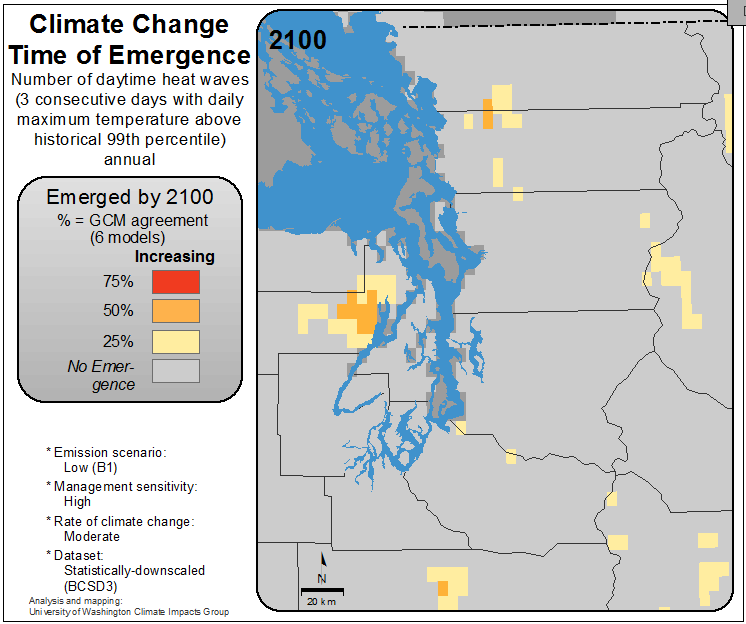 Climate Change
Time of Emergence
Number of daytime heat waves
(3 consecutive days with daily
maximum temperature above
historical 99th percentile)
annual
Emerged by 2100
% = GCM agreement
(6 models)
Increasing
75%
50%
25%
No Emer-
gence
* Emission scenario:
Low (B1)
* Management sensitivity:
High
* Rate of climate change:
Moderate
* Dataset:
Statistically-downscaled
(BCSD3)
Analysis and mapping:
University of Washington Climate Impacts Group
2100
N
20 km